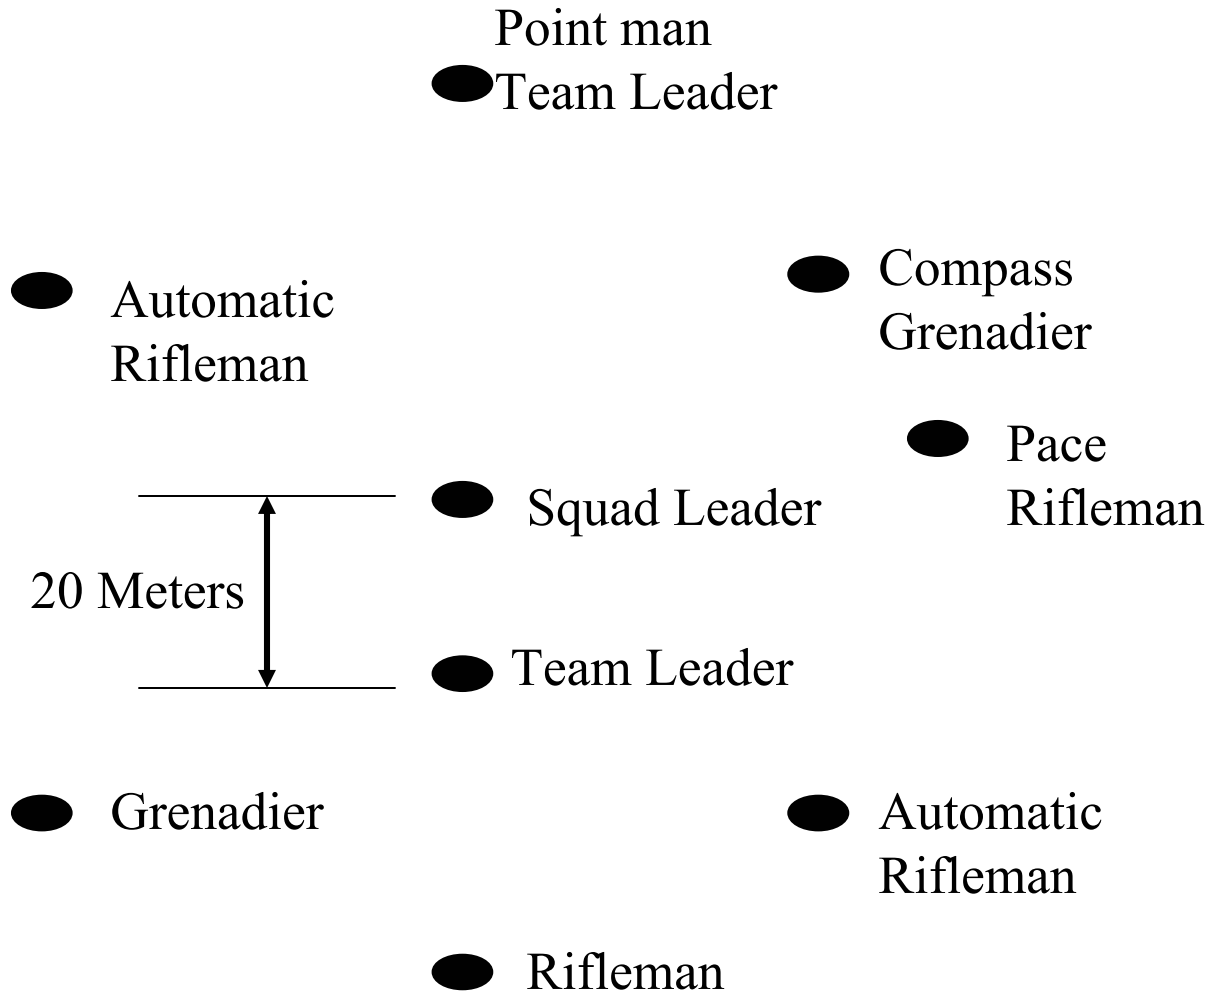 Point man
Team Leader
Automatic
Rifleman
Compass
Grenadier
Pace
Rifleman
Squad Leader
20 Meters
Team Leader
Grenadier
Automatic
Rifleman
Rifleman